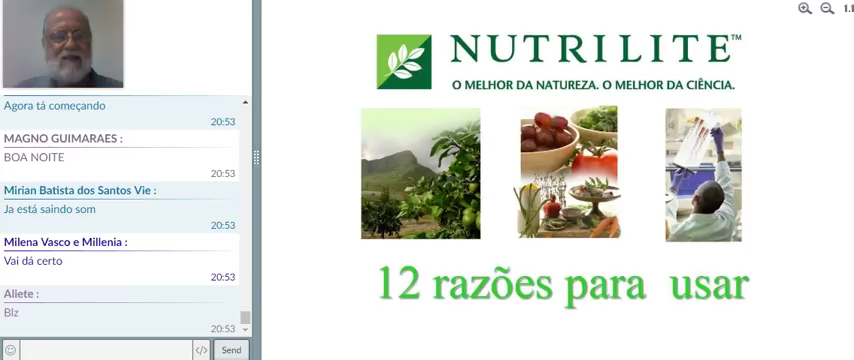 Agora tá começando
20:53
MAGNO GUIMARAES :
BOA NOITE
20:53
Mirian Batista dos Santos Vie :
Ja está saindo som
20:53
Milena Vasco e Millenia :
Vai dá certo
20:53
Aliete :
Blz
20:53
</> Send
1.1
NUTRILITE™
O MELHOR DA NATUREZA. O MELHOR DA CIÊNCIA.
12 razões para usar